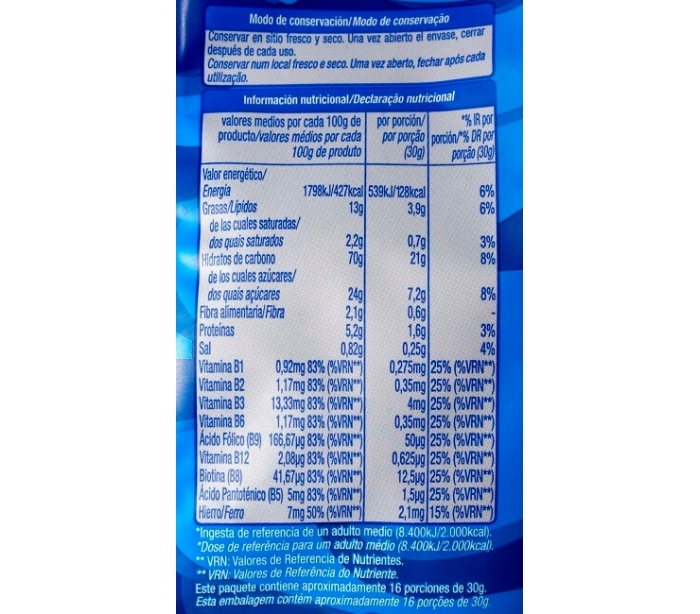 Modo de conservación/Modo de conservação
Conservar en sitio fresco y seco. Una vez abierto el envase, cerrar
después de cada uso.
Conservar num local fresco e seco. Uma vez aberto, fechar após cada
utilização.
Información nutricional/Declaração nutricional
valores medios por cada 100g de por porción/ *% IR por
producto/valores médios por cada por porção porción/*% DR por
100g de produto (30g) porção (30g)
Valor energético/
Energia 1798kJ/427kcal 539kJ/128kcal 6%
Grasas/Lípidos 13g 3,9g 6%
de las cuales saturadas/
dos quais saturados 2,2g 0,7g 3%
Hidratos de carbono 70g 21g 8%
de los cuales azúcares/
dos quais açúcares 24g 7,2g 8%
Fibra alimentaria/Fibra 2,1g 0,6g -
Proteínas 5,2g 1,6g 3%
Sal 0,82g 0,25g 4%
Vitamina B1 0,92mg 83% (%VRN**) 0,275mg 25% (%VRN**)
Vitamina B2 1,17mg 83% (%VRN**) 0,35mg 25% (%VRN**)
Vitamina B3 13,33mg 83% (%VRN**) 4mg 25% (%VRN**)
Vitamina B6 1,17mg 83% (%VRN**) 0,35mg 25% (%VRN**)
Ácido Fólico (B9) 166,67µg 83% (%VRN**) 50µg 25% (%VRN**)
Vitamina B12 2,08µg 83% (%VRN**) 0,625µg 25% (%VRN**)
Biotina (B8) 41,67µg 83% (%VRN**) 12,5µg 25% (%VRN**)
Ácido Pantoténico (B5) 5mg 83% (%VRN**) 1,5µg 25% (%VRN**)
Hierro/Ferro 7mg 50% (%VRN**) 2,1mg 15% (%VRN**)
*Ingesta de referencia de un adulto medio (8.400kJ/2.000kcal).
*Dose de referência para um adulto médio (8.400kJ/2.000kcal).
** VRN: Valores de Referencia de Nutrientes.
** VRN: Valores de Referência do Nutriente.
Este paquete contiene aproximadamente 16 porciones de 30g.
Esta embalagem contém aproximadamente 16 porções de 30g.